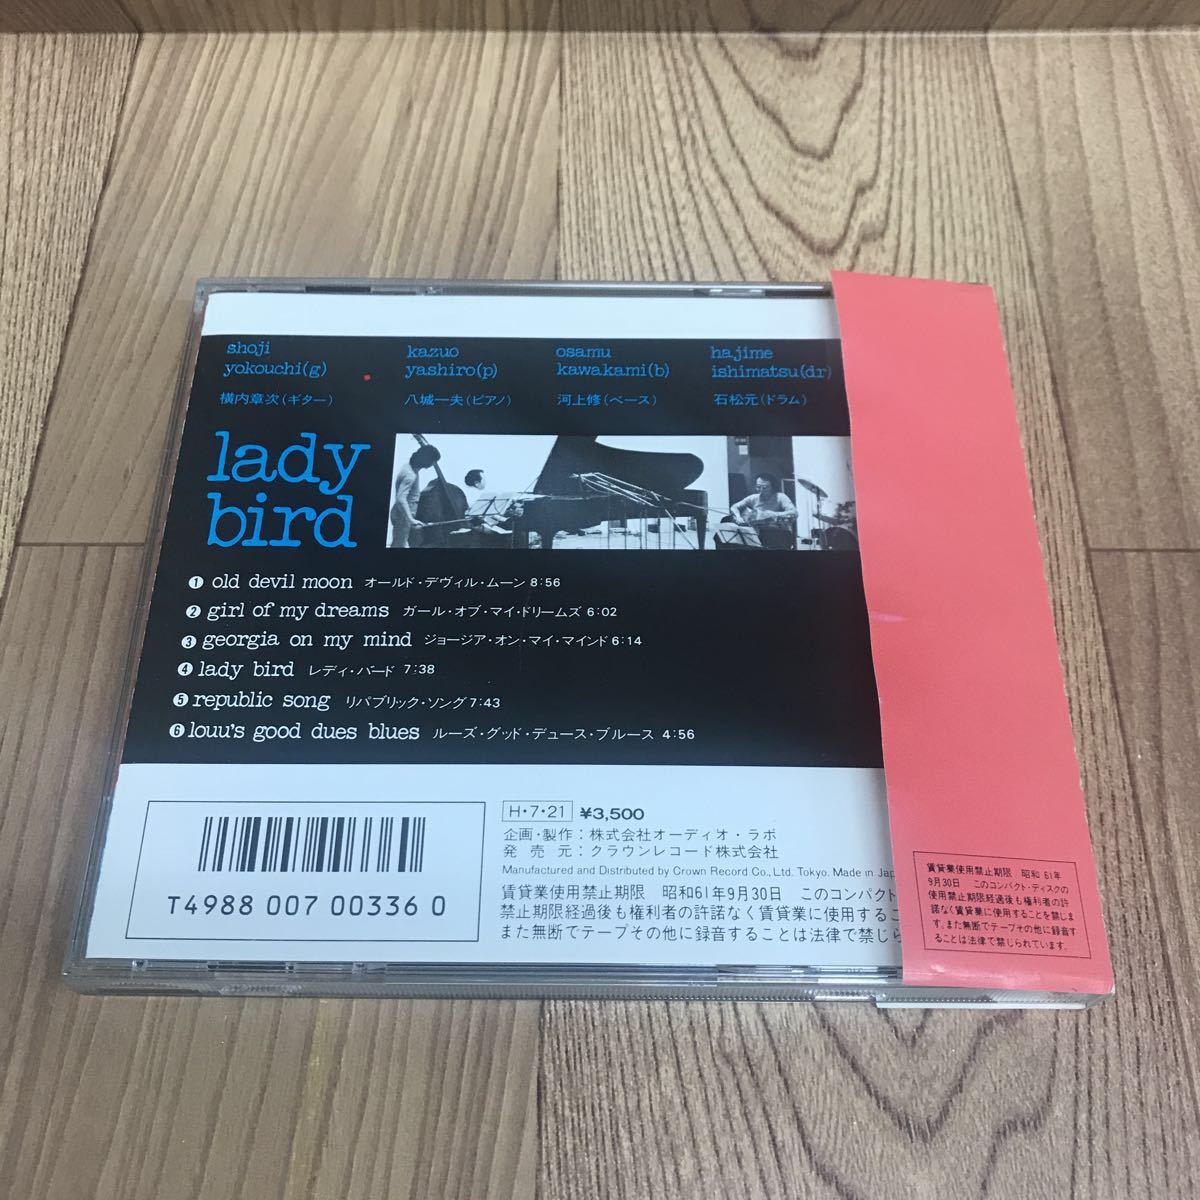 shoji
yokouchi(g)
横内章次(ギター)
kazuo
yashiro(p)
八城一夫(ピアノ)
osamu
kawakami(b)
河上修(ベース)
hajime
ishimatsu(dr)
石松元(ドラム)
lady
bird
❶ old devil moon オールド・デヴィル・ムーン 8:56
❷ girl of my dreams ガール・オブ・マイ・ドリームズ 6:02
❸ georgia on my mind ジョージア・オン・マイ・マインド 6:14
❹ lady bird レディ・バード 7:38
❺ republic song リパブリック・ソング 7:43
❻ louu's good dues blues ルーズ・グッド・デュース・ブルース 4:56
T4988 007 00336 0
H・7・21 ¥3,500
企画・製作：株式会社オーディオ・ラボ
発売元：クラウンレコード株式会社
Manufactured and Distributed by Crown Record Co., Ltd. Tokyo. Made in Jap
賃貸業使用禁止期限 昭和61年9月30日 このコンパクト
禁止期限経過後も権利者の許諾なく賃貸業に使用するこ
また無断でテープその他に録音することは法律で禁じら
賃貸業使用禁止期限 昭和61年
9月30日 このコンパクト・ディスクの
使用禁止期限経過後も権利者の許
諾なく賃貸業に使用することを禁じま
す。また無断でテープその他に録音す
ることは法律で禁じられています。